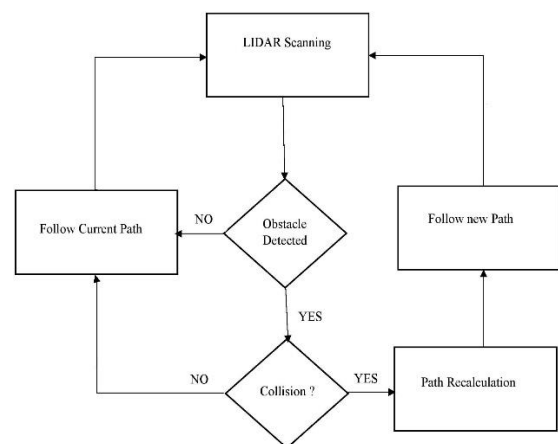 LIDAR Scanning
Follow Current Path
NO
Obstacle
Detected
Follow new Path
YES
NO
Collision ?
YES
Path Recalculation